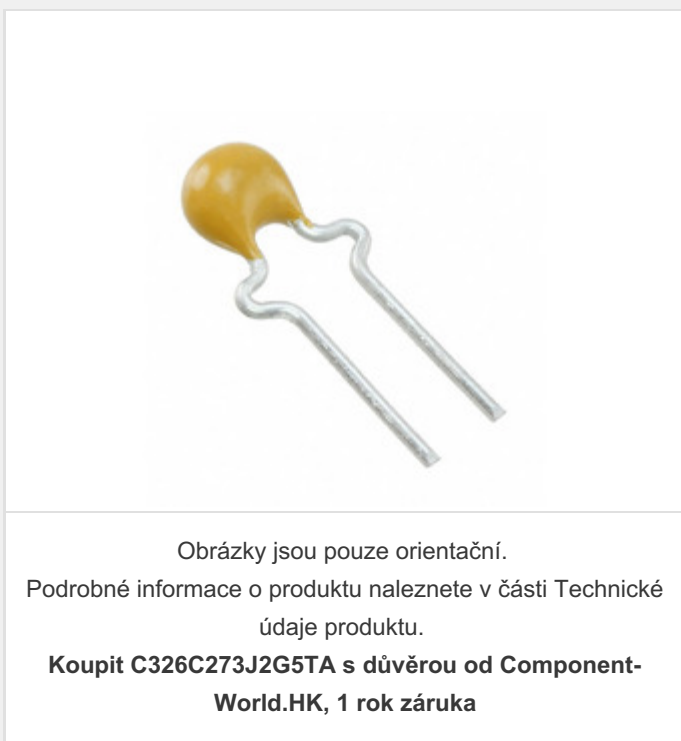 Obrázky jsou pouze orientační.
Podrobné informace o produktu naleznete v části Technické
údaje produktu.
Koupit C326C273J2G5TA s důvěrou od Component-
World.HK, 1 rok záruka